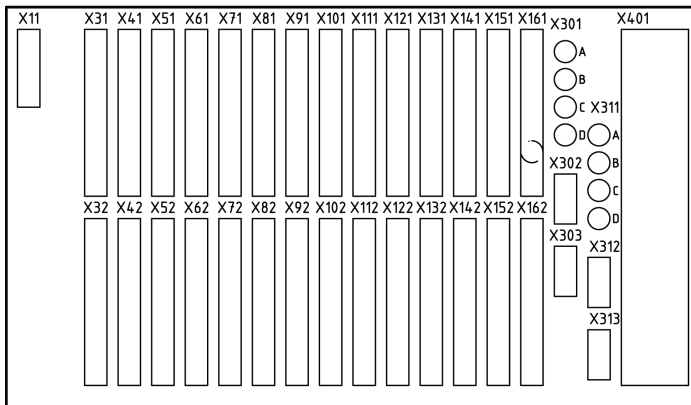 X11 X31 X41 X51 X61 X71 X81 X91 X101 X111 X121 X131 X141 X151 X161 X301 X401
A
B
C X311
D A
B
X302
C
X32 X42 X52 X62 X72 X82 X92 X102 X112 X122 X132 X142 X152 X162
D
X303 X312
X313